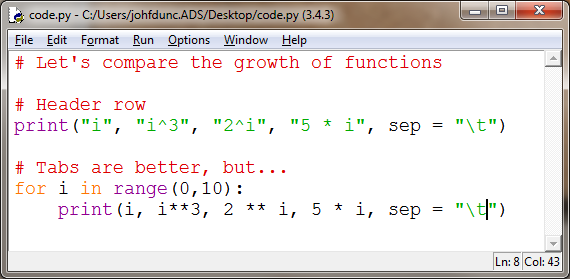 code.py - C:/Users/johfdunc.ADS/Desktop/code.py (3.4.3)
File Edit Format Run Options Window Help
# Let's compare the growth of functions
# Header row
print("i", "i^3", "2^i", "5 * i", sep = "\t")
# Tabs are better, but...
for i in range(0,10):
    print(i, i**3, 2 ** i, 5 * i, sep = "\t")
Ln: 8 Col: 43